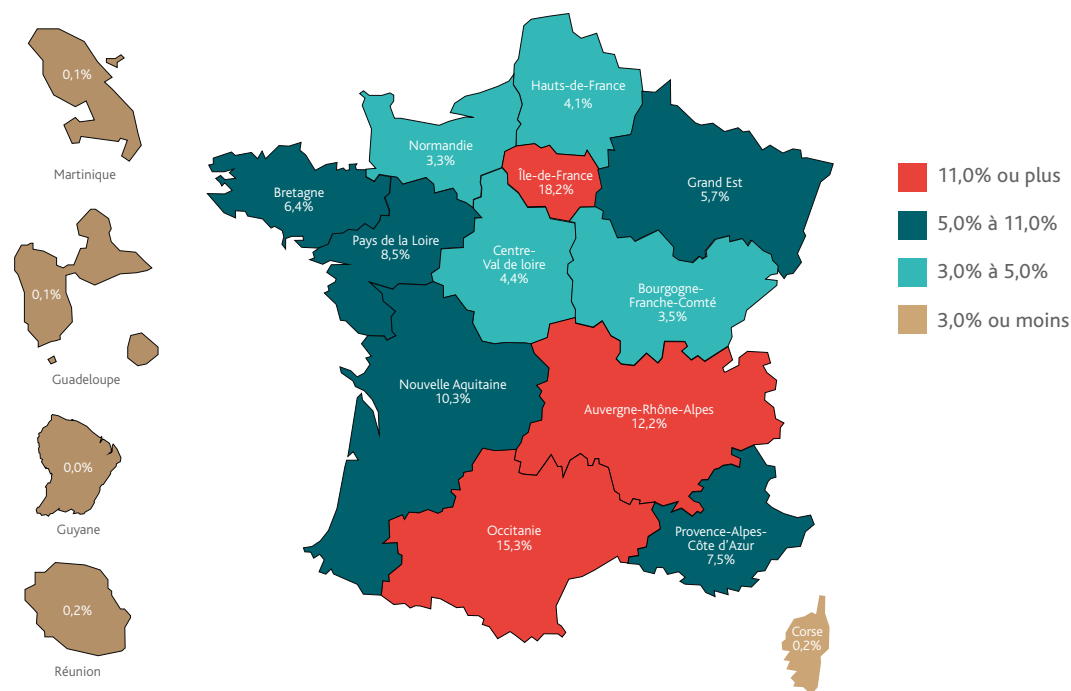 0,1%
Martinique
0,1%
Guadeloupe
0,0%
Guyane
0,2%
Réunion
Hauts-de-France
4,1%
Normandie
3,3%
Île-de-France
18,2%
Grand Est
5,7%
Bretagne
6,4%
Pays de la Loire
8,5%
Centre-
Val de loire
4,4%
Bourgogne-
Franche-Comté
3,5%
Nouvelle Aquitaine
10,3%
Auvergne-Rhône-Alpes
12,2%
Occitanie
15,3%
Provence-Alpes-
Côte d'Azur
7,5%
Corse
0,2%
11,0% ou plus
5,0% à 11,0%
3,0% à 5,0%
3,0% ou moins